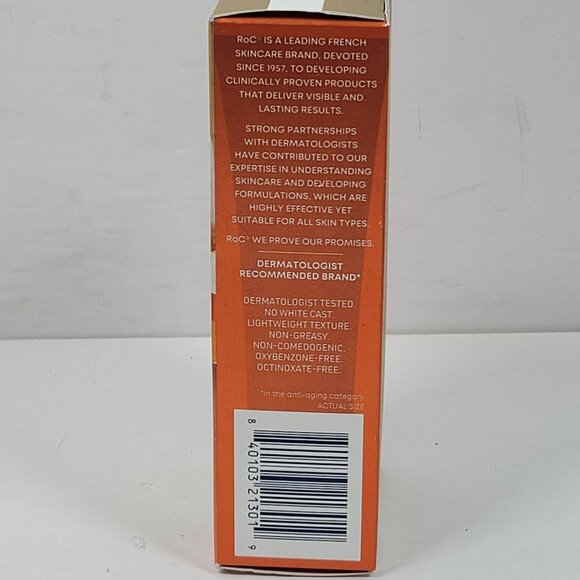 RoC® IS A LEADING FRENCH
SKINCARE BRAND, DEVOTED
SINCE 1957, TO DEVELOPING
CLINICALLY PROVEN PRODUCTS
THAT DELIVER VISIBLE AND
LASTING RESULTS.
STRONG PARTNERSHIPS
WITH DERMATOLOGISTS
HAVE CONTRIBUTED TO OUR
EXPERTISE IN UNDERSTANDING
SKINCARE AND DEVELOPING
FORMULATIONS, WHICH ARE
HIGHLY EFFECTIVE YET
SUITABLE FOR ALL SKIN TYPES.
RoC® WE PROVE OUR PROMISES.
DERMATOLOGIST
RECOMMENDED BRAND*
DERMATOLOGIST TESTED.
NO WHITE CAST.
LIGHTWEIGHT TEXTURE.
NON-GREASY.
NON-COMEDOGENIC.
OXYBENZONE-FREE.
OCTINOXATE-FREE.
*In the anti-aging category
ACTUAL SIZE
8 40103 21301 9